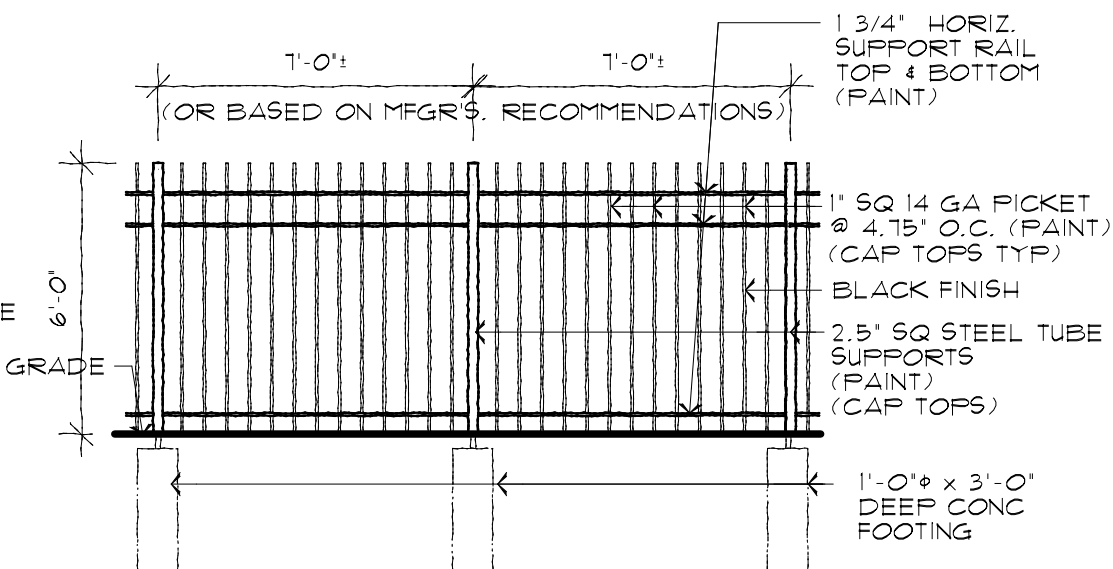 7'-0"±
7'-0"±
(OR BASED ON MFGR'S. RECOMMENDATIONS)
1 3/4" HORIZ.
SUPPORT RAIL
TOP & BOTTOM
(PAINT)
1" SQ 14 GA PICKET
@ 4.75" O.C. (PAINT)
(CAP TOPS TYP)
BLACK FINISH
6'-0"
E
GRADE
2.5" SQ STEEL TUBE
SUPPORTS
(PAINT)
(CAP TOPS)
1'-0"ϕ x 3'-0"
DEEP CONC
FOOTING